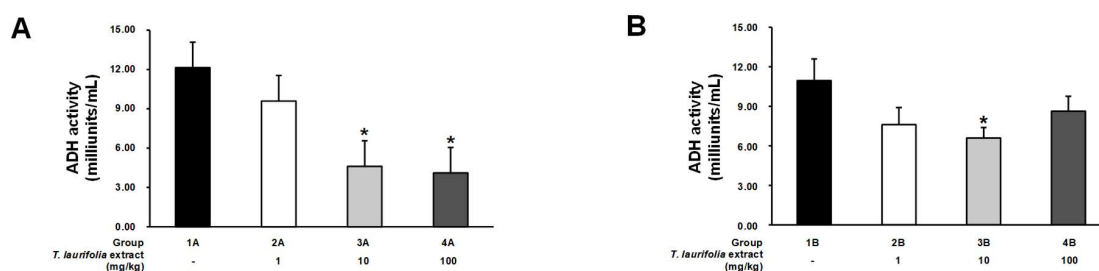 A
ADH activity
(milliunits/mL)
15.00
12.00
9.00
6.00
3.00
0.00
*
*
Group 1A 2A 3A 4A
T. laurifolia extract
(mg/kg) - 1 10 100
B
ADH activity
(milliunits/mL)
15.00
12.00
9.00
6.00
3.00
0.00
*
Group 1B 2B 3B 4B
T. laurifolia extract
(mg/kg) - 1 10 100